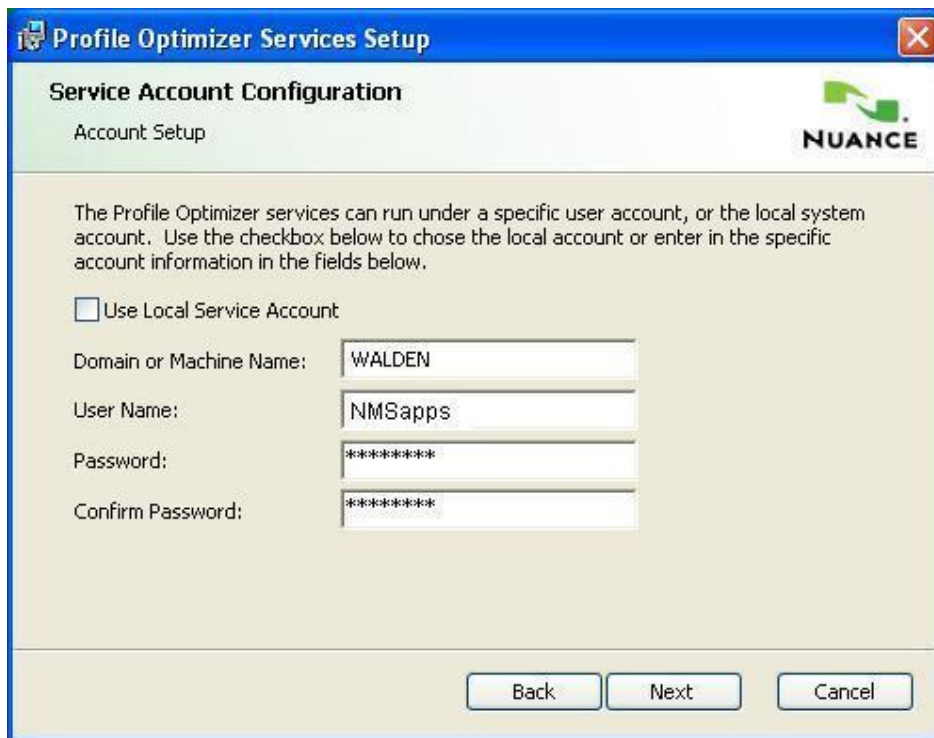 Profile Optimizer Services Setup
Service Account Configuration
Account Setup
NUANCE
The Profile Optimizer services can run under a specific user account, or the local system
account. Use the checkbox below to chose the local account or enter in the specific
account information in the fields below.
Use Local Service Account
Domain or Machine Name: WALDEN
User Name: NMSapps
Password: ********
Confirm Password: ********
Back Next Cancel